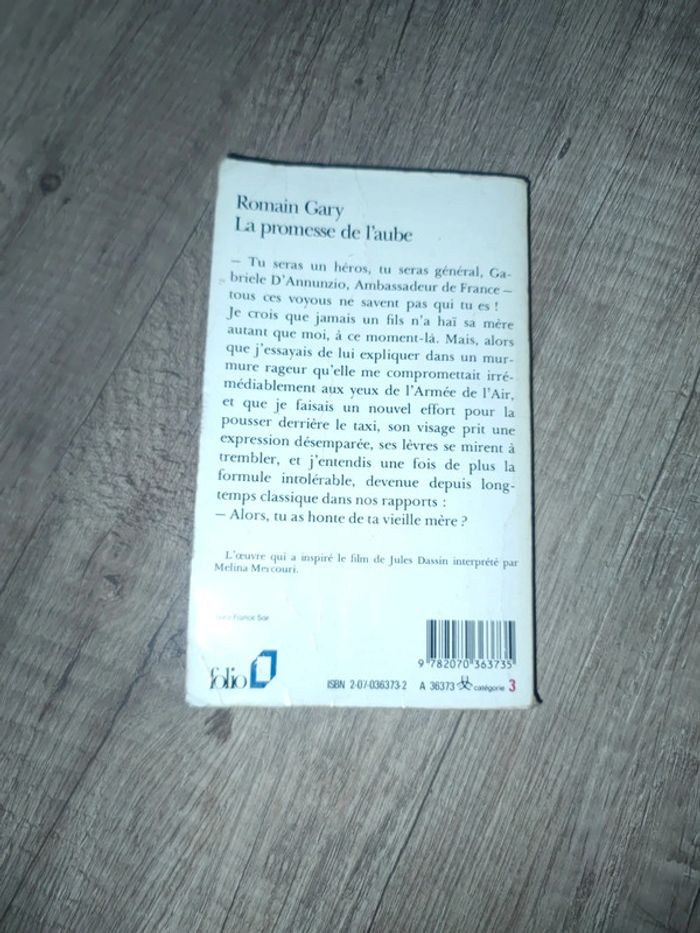 Romain Gary
La promesse de l'aube
— Tu seras un héros, tu seras général, Ga-
briele D'Annunzio, Ambassadeur de France —
tous ces voyous ne savent pas qui tu es !
Je crois que jamais un fils n'a haï sa mère
autant que moi, à ce moment-là. Mais, alors
que j'essayais de lui expliquer dans un mur-
mure rageur qu'elle me compromettait irré-
médiablement aux yeux de l'Armée de l'Air,
et que je faisais un nouvel effort pour la
pousser derrière le taxi, son visage prit une
expression désemparée, ses lèvres se mirent à
trembler, et j'entendis une fois de plus la
formule intolérable, devenue depuis long-
temps classique dans nos rapports :
— Alors, tu as honte de ta vieille mère ?
L'œuvre qui a inspiré le film de Jules Dassin interprété par
Melina Mercouri.
France Soir
folio
9 782070 363735
ISBN 2-07-036373-2 A 36373 catégorie 3